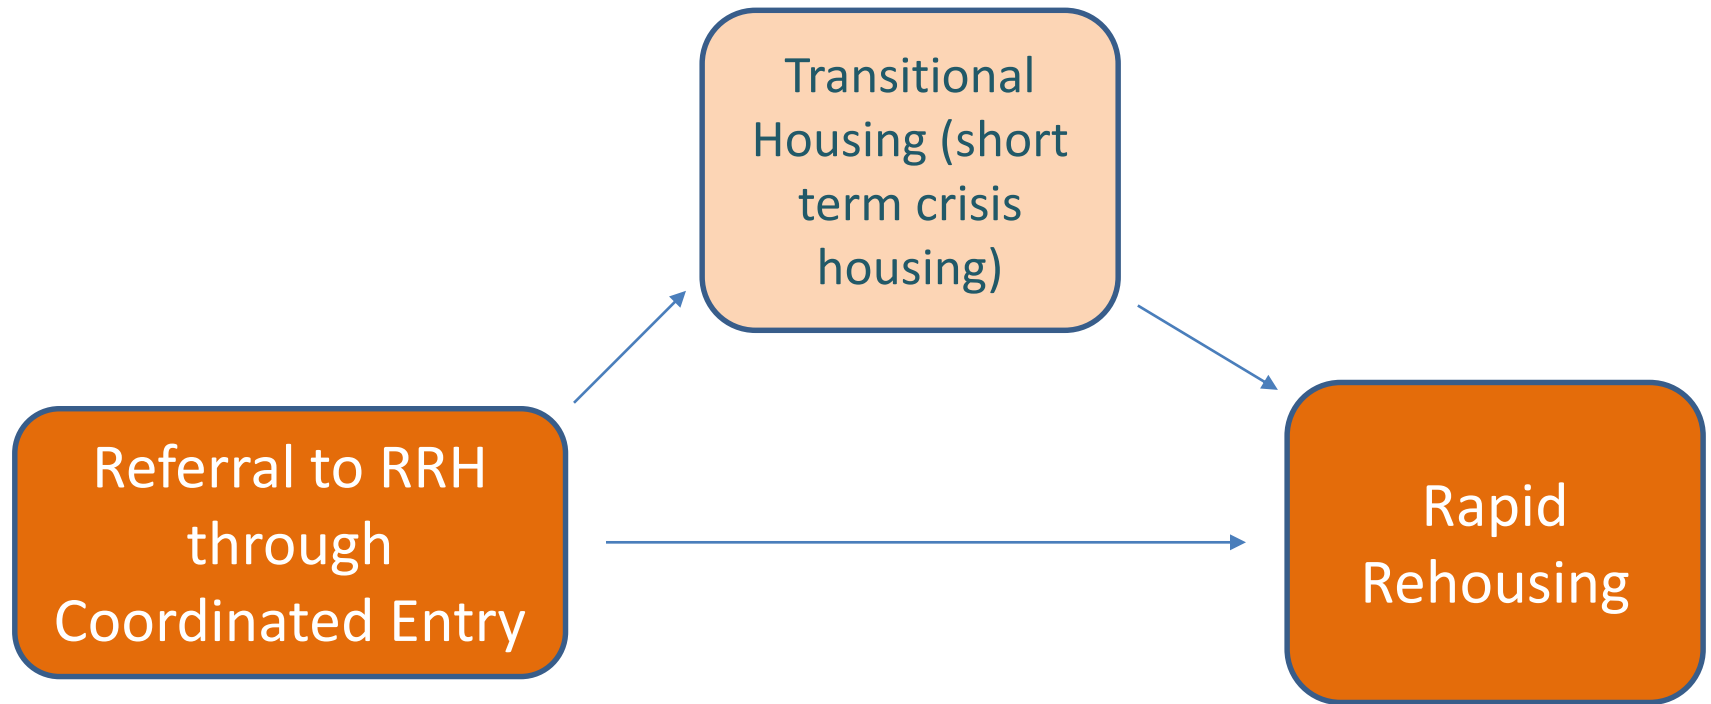 Transitional
Housing (short
term crisis
housing)
Referral to RRH
through
Coordinated Entry
Rapid
Rehousing